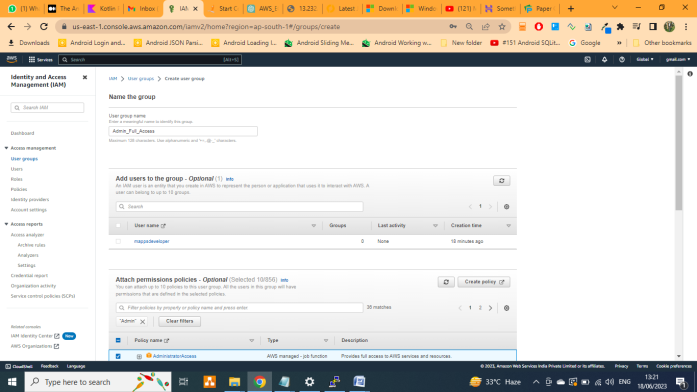 (1) Wh
The A
Kotlin
Inbox
IAM
Start C
AWS_E
13.232
Latest
Down
Windo
(121)
Somet
Paper
us-east-1.console.aws.amazon.com/iamv2/home?region=ap-south-1#/groups/create
Downloads
Android Login and...
Android JSON Parsi...
Android Loading I...
Android Sliding Me...
Android Working w...
New folder
#151 Android SQLit...
Google
»
Other bookmarks
aws
Services
Search
[Alt+S]
Global
gmail.com
Identity and Access
Management (IAM)
Search IAM
Dashboard
Access management
User groups
Users
Roles
Policies
Identity providers
Account settings
Access reports
Access analyzer
Archive rules
Analyzers
Settings
Credential report
Organization activity
Service control policies (SCPs)
Related consoles
IAM Identity Center New
AWS Organizations
IAM > User groups > Create user group
Name the group
User group name
Enter a meaningful name to identify this group.
Admin_Full_Access
Maximum 128 characters. Use alphanumeric and '+=,.@-_' characters.
Add users to the group - Optional (1) Info
An IAM user is an entity that you create in AWS to represent the person or application that uses it to interact with AWS. A
user can belong to up to 10 groups.
Search
1
User name Groups Last activity Creation time
msppsdeveloper 0 None 18 minutes ago
Attach permissions policies - Optional (Selected 10/856) Info
You can attach up to 10 policies to this user group. All the users in this group will have
permissions that are defined in the selected policies.
Create policy
Filter policies by property or policy name and press enter
38 matches
1 2
"Admin" Clear filters
Policy name Type Description
AdministratorAccess AWS managed - job function Provides full access to AWS services and resources.
CloudShell Feedback Language
© 2023, Amazon Web Services India Private Limited or its affiliates. Privacy Terms Cookie preferences
Type here to search
33°C Haze
ENG
13:21
18/06/2023